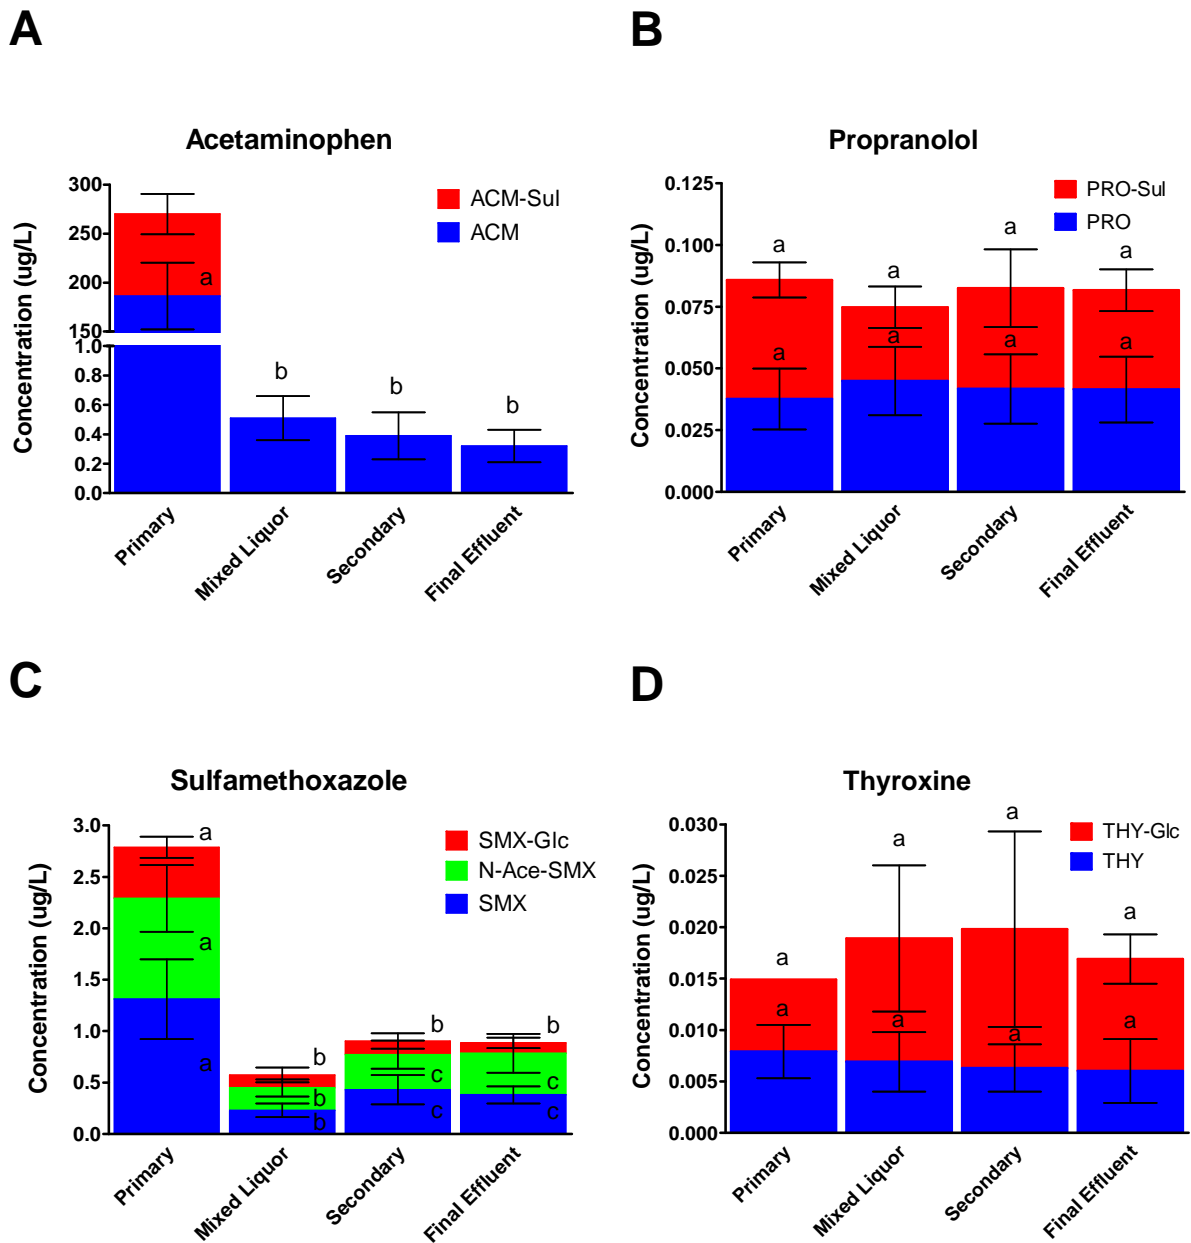 A
Acetaminophen
Concentration (ug/L)
300
250
200
150
1.0
0.8
0.6
0.4
0.2
0.0
ACM-Sul
ACM
a
b
b
b
Primary
Mixed Liquor
Secondary
Final Effluent
B
Propranolol
Concentration (ug/L)
0.125
0.100
0.075
0.050
0.025
0.000
PRO-Sul
PRO
a
a
a
a
a
a
a
a
Primary
Mixed Liquor
Secondary
Final Effluent
C
Sulfamethoxazole
Concentration (ug/L)
3.0
2.5
2.0
1.5
1.0
0.5
0.0
SMX-Glc
N-Ace-SMX
SMX
a
a
a
b
b
b
b
c
c
b
c
c
Primary
Mixed Liquor
Secondary
Final Effluent
D
Thyroxine
Concentration (ug/L)
0.030
0.025
0.020
0.015
0.010
0.005
0.000
THY-Glc
THY
a
a
a
a
a
a
a
a
Primary
Mixed Liquor
Secondary
Final Effluent